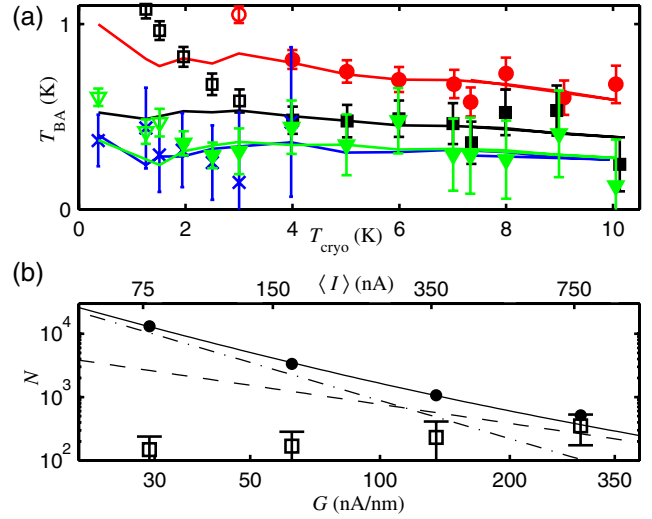 (a)
1
0
T_BA (K)
0 2 4 6 8 10
T_cryo (K)
(b)
⟨I⟩ (nA)
75 150 350 750
10^4
10^3
10^2
N
30 50 100 200 350
G (nA/nm)